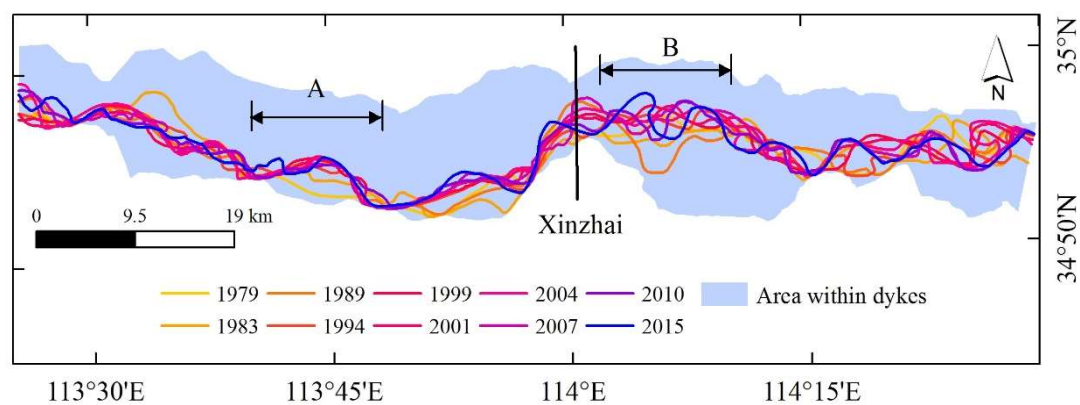 35°N
A
B
N
Xinzhai
0 9.5 19 km
34°50'N
1979 1989 1999 2004 2010 Area within dykes
1983 1994 2001 2007 2015
113°30'E 113°45'E 114°E 114°15'E